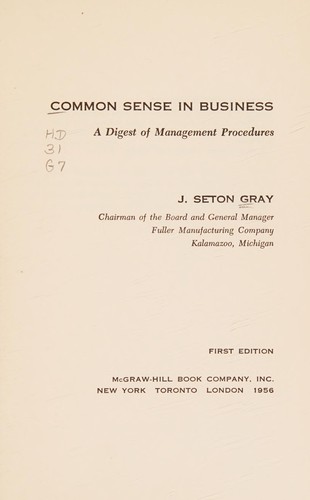 COMMON SENSE IN BUSINESS
A Digest of Management Procedures
HD
31
G7
J. SETON GRAY
Chairman of the Board and General Manager
Fuller Manufacturing Company
Kalamazoo, Michigan
FIRST EDITION
McGRAW-HILL BOOK COMPANY, INC.
NEW YORK TORONTO LONDON 1956